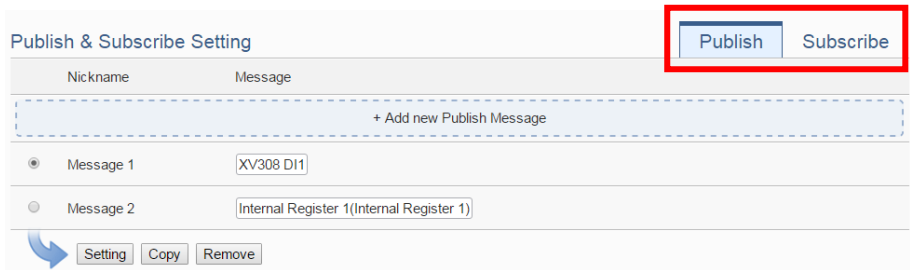 Publish & Subscribe Setting Publish Subscribe
Nickname Message
+ Add new Publish Message
Message 1 XV308 DI1
Message 2 Internal Register 1(Internal Register 1)
Setting Copy Remove